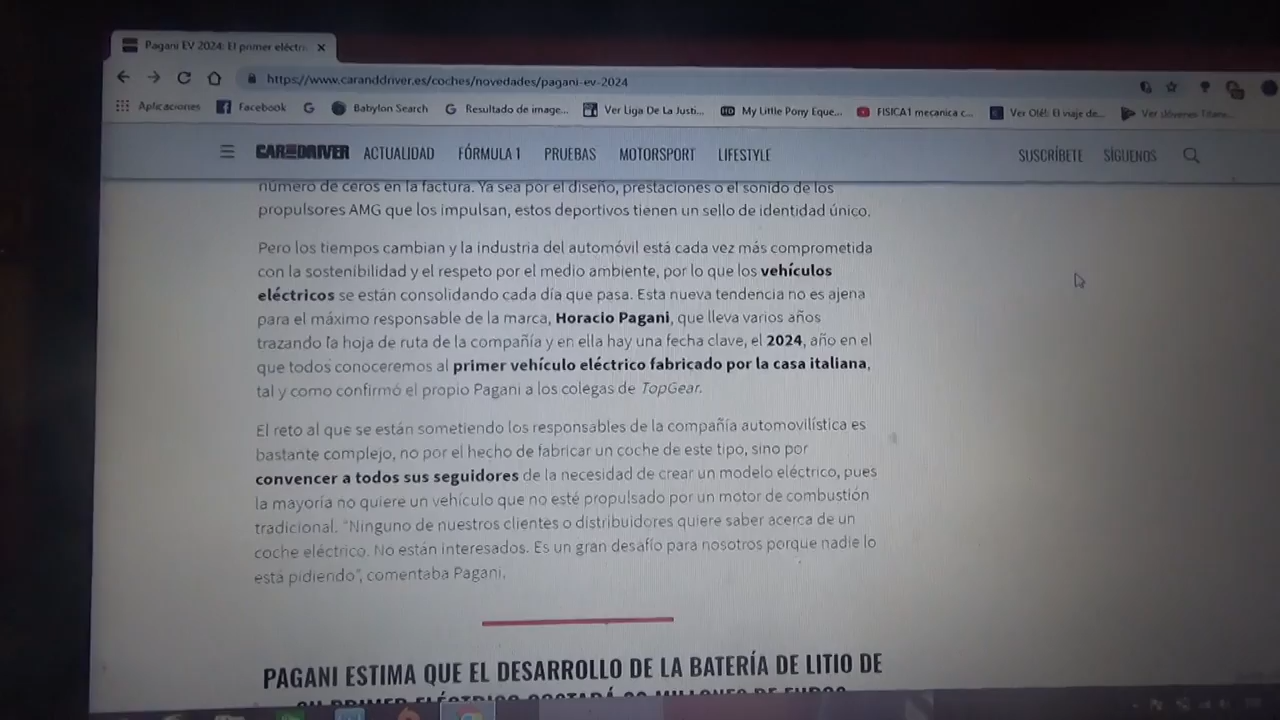 Pagani EV 2024: El primer eléctri
https://www.caranddriver.es/coches/novedades/pagani-ev-2024
Aplicaciones Facebook Babylon Search Resultado de image... Ver Liga De La Justi... My Little Pony Eque... FISICA1 mecanica c... Ver Olé!: El viaje de... Ver Jóvenes Titane...
CAR AND DRIVER ACTUALIDAD FÓRMULA 1 PRUEBAS MOTORSPORT LIFESTYLE SUSCRÍBETE SÍGUENOS
número de ceros en la factura. Ya sea por el diseño, prestaciones o el sonido de los
propulsores AMG que los impulsan, estos deportivos tienen un sello de identidad único.
Pero los tiempos cambian y la industria del automóvil está cada vez más comprometida
con la sostenibilidad y el respeto por el medio ambiente, por lo que los vehículos
eléctricos se están consolidando cada día que pasa. Esta nueva tendencia no es ajena
para el máximo responsable de la marca, Horacio Pagani, que lleva varios años
trazando la hoja de ruta de la compañía y en ella hay una fecha clave, el 2024, año en el
que todos conoceremos al primer vehículo eléctrico fabricado por la casa italiana,
tal y como confirmó el propio Pagani a los colegas de TopGear.
El reto al que se están sometiendo los responsables de la compañía automovilística es
bastante complejo, no por el hecho de fabricar un coche de este tipo, sino por
convencer a todos sus seguidores de la necesidad de crear un modelo eléctrico, pues
la mayoría no quiere un vehículo que no esté propulsado por un motor de combustión
tradicional. "Ninguno de nuestros clientes o distribuidores quiere saber acerca de un
coche eléctrico. No están interesados. Es un gran desafío para nosotros porque nadie lo
está pidiendo", comentaba Pagani.
PAGANI ESTIMA QUE EL DESARROLLO DE LA BATERÍA DE LITIO DE
SU PRIMER ELÉCTRICO COSTARÁ 20 MILLONES DE EUROS